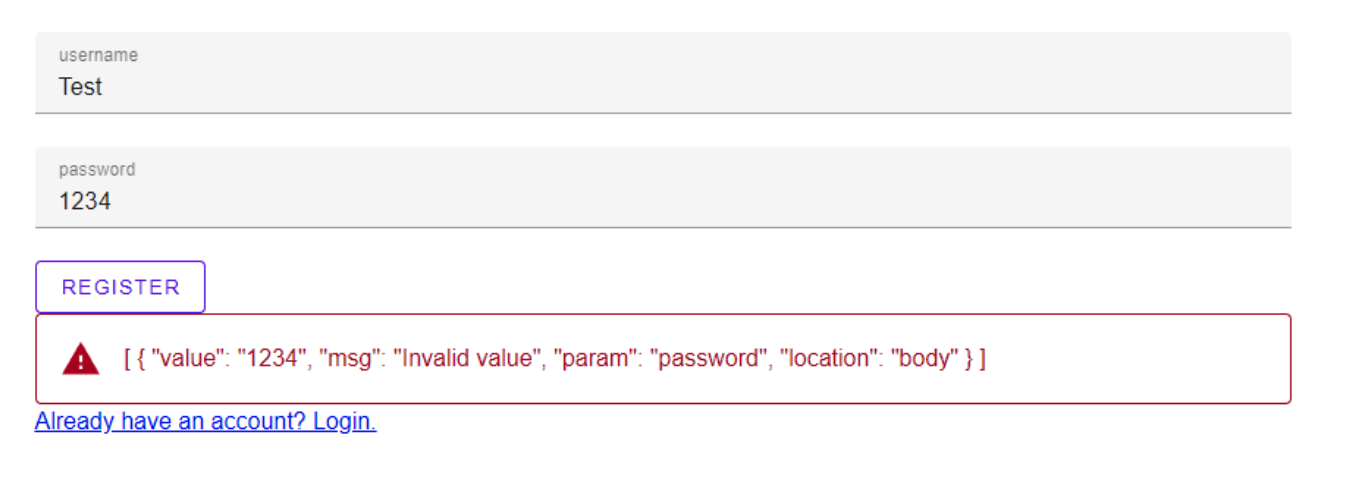 username
Test
password
1234
REGISTER
[ { "value": "1234", "msg": "Invalid value", "param": "password", "location": "body" } ]
Already have an account? Login.